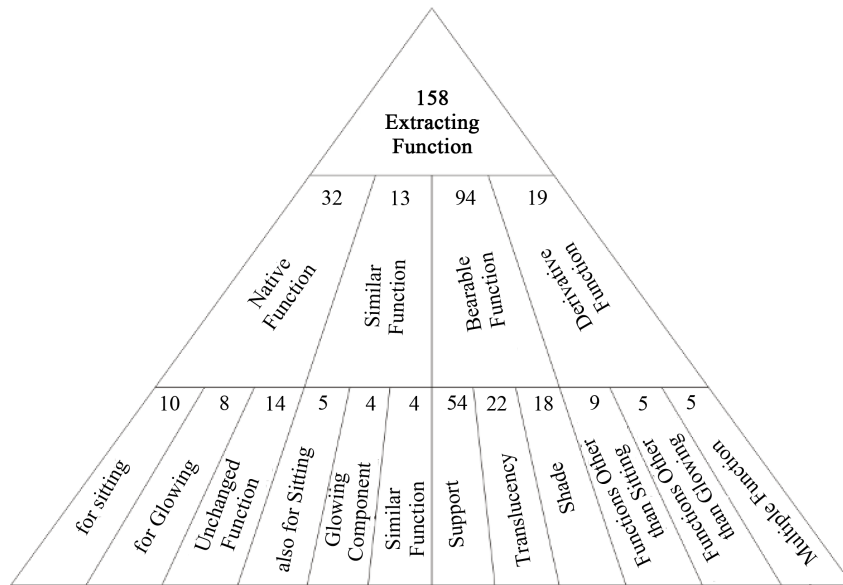 158
Extracting
Function
32
13
94
19
Native
Function
Similar
Function
Bearable
Function
Derivative
Function
10
8
14
5
4
4
54
22
18
9
5
5
for sitting
for Glowing
Unchanged
Function
also for Sitting
Glowing
Component
Similar
Function
Support
Translucency
Shade
Functions Other
than Sitting
Functions Other
than Glowing
Multiple Function